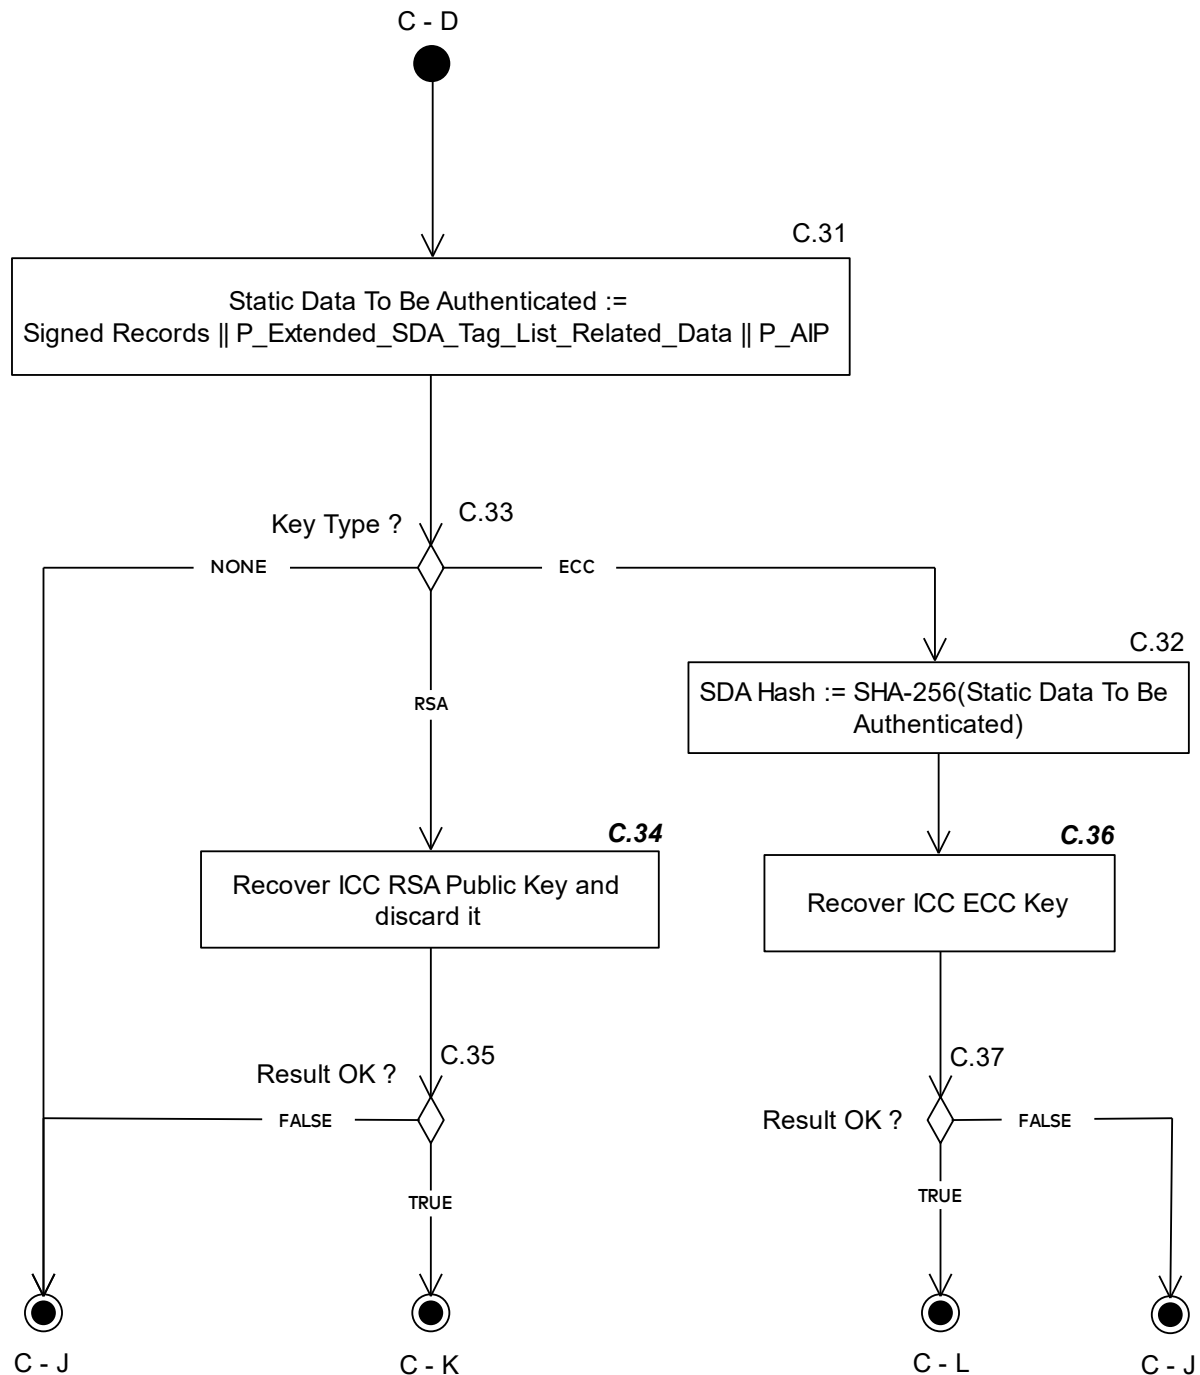 C - D
C.31
Static Data To Be Authenticated :=
Signed Records || P_Extended_SDA_Tag_List_Related_Data || P_AIP
Key Type ?
C.33
NONE
ECC
C.32
SDA Hash := SHA-256(Static Data To Be
Authenticated)
RSA
C.34
Recover ICC RSA Public Key and
discard it
C.36
Recover ICC ECC Key
Result OK ?
C.35
FALSE
TRUE
C.37
Result OK ?
FALSE
TRUE
C - J
C - K
C - L
C - J